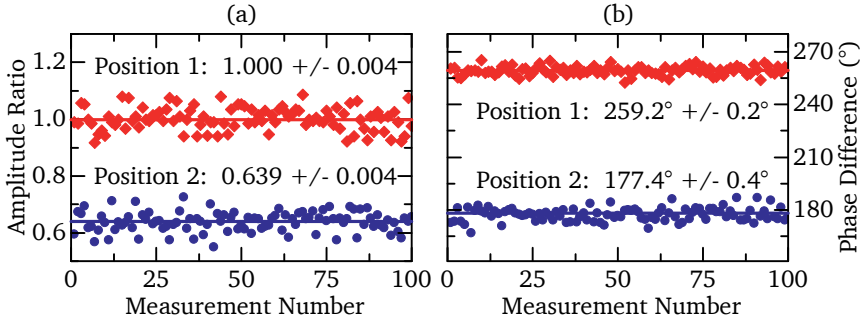 (a)
Amplitude Ratio
1.2
1.0
0.8
0.6
Position 1: 1.000 +/- 0.004
Position 2: 0.639 +/- 0.004
0 25 50 75 100
Measurement Number
(b)
Position 1: 259.2° +/- 0.2°
Position 2: 177.4° +/- 0.4°
270
240
210
180
Phase Difference (°)
0 25 50 75 100
Measurement Number